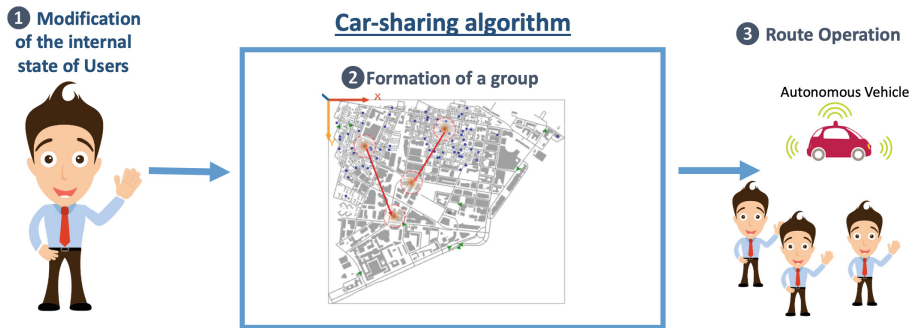 1 Modification
of the internal
state of Users
Car-sharing algorithm
2 Formation of a group
X
Y
3 Route Operation
Autonomous Vehicle